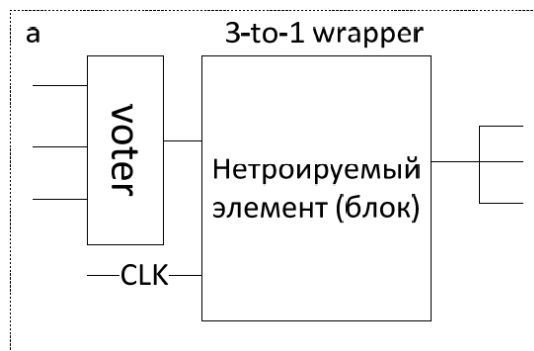 a
3-to-1 wrapper
voter
Нетроируемый
элемент (блок)
CLK